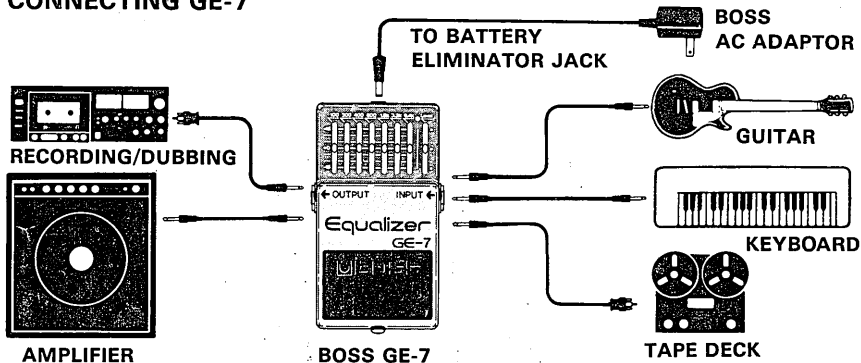 CONNECTING GE-7
TO BATTERY
ELIMINATOR JACK
BOSS
AC ADAPTOR
RECORDING/DUBBING
GUITAR
← OUTPUT INPUT ←
Equalizer
GE-7
KEYBOARD
AMPLIFIER
BOSS GE-7
TAPE DECK